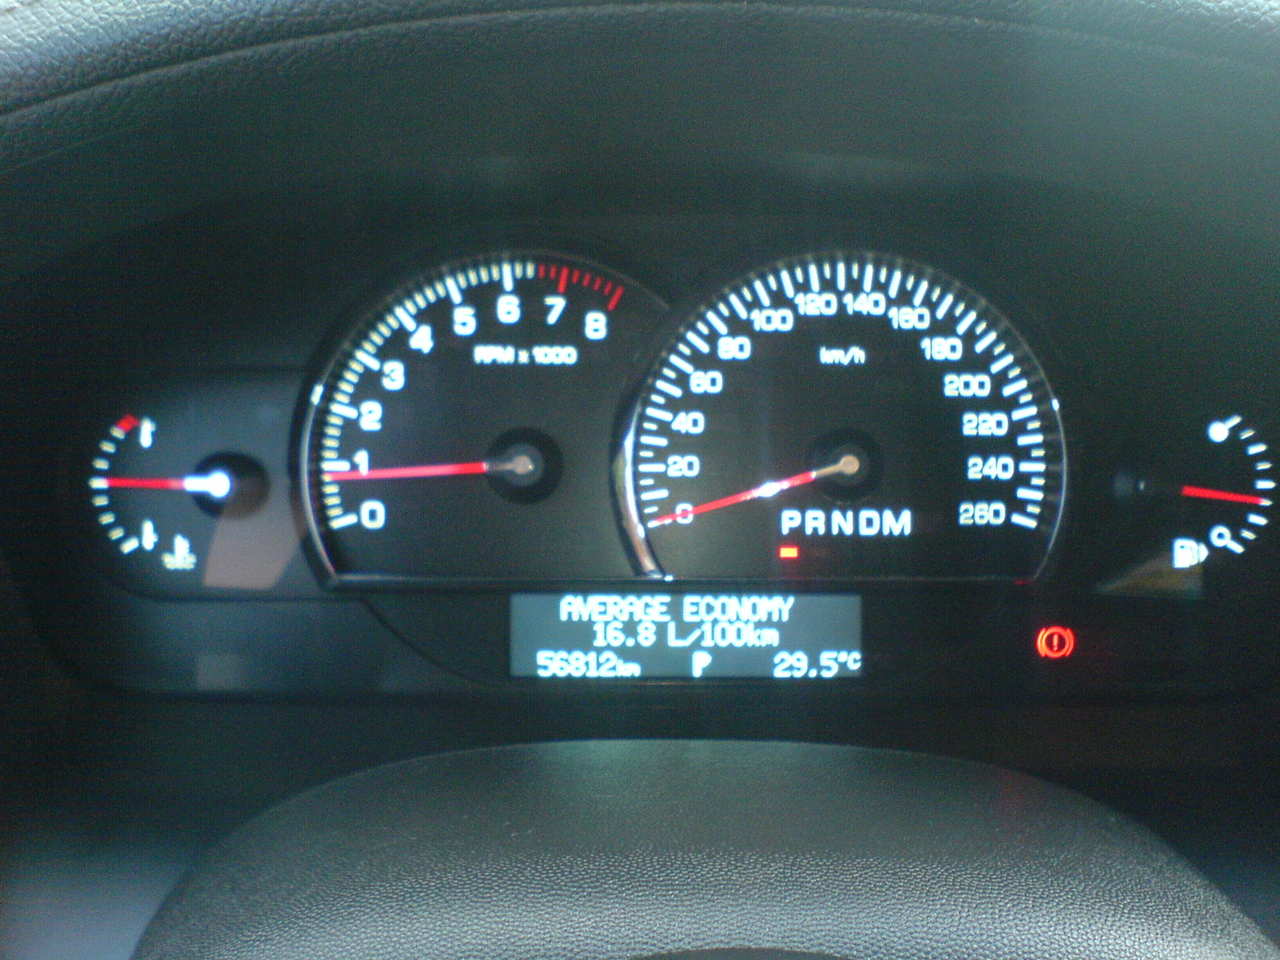 0 1 2 3 4 5 6 7 8
RPM x 1000
0 20 40 60 80 100 120 140 160 180 200 220 240 260
km/h
PRNDM
AVERAGE ECONOMY
16.8 L/100km
56812km P 29.5°C